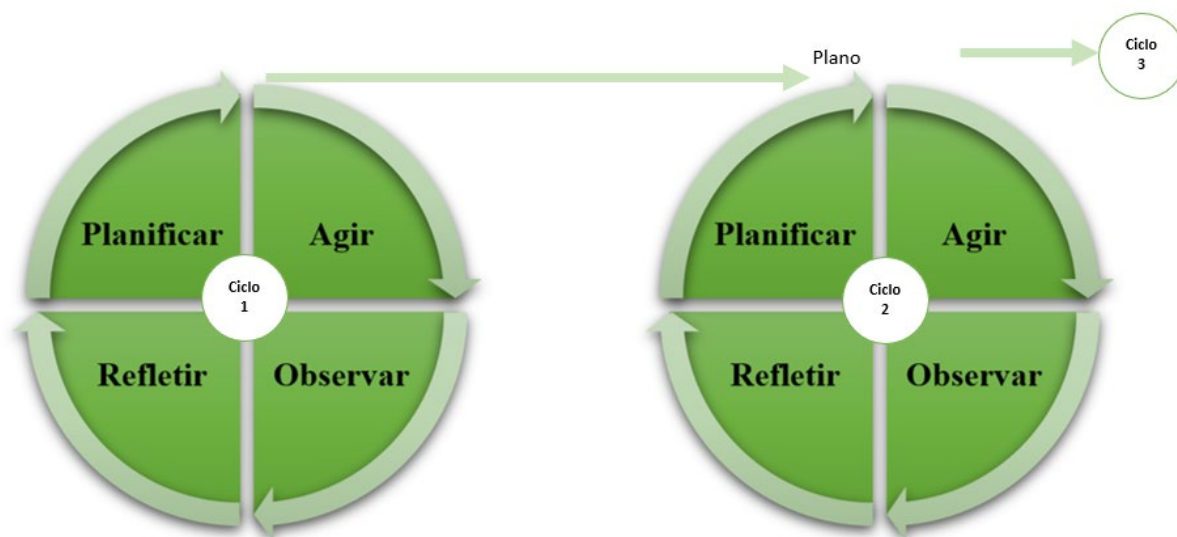 Plano
Ciclo
3
Planificar
Agir
Ciclo
1
Refletir
Observar
Planificar
Agir
Ciclo
2
Refletir
Observar